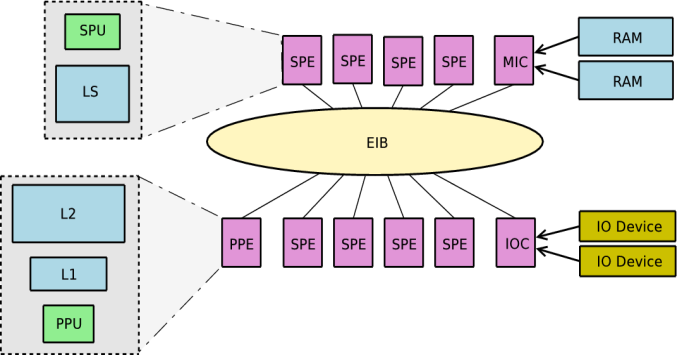 SPU
LS
SPE
SPE
SPE
SPE
MIC
RAM
RAM
EIB
L2
L1
PPU
PPE
SPE
SPE
SPE
SPE
IOC
IO Device
IO Device